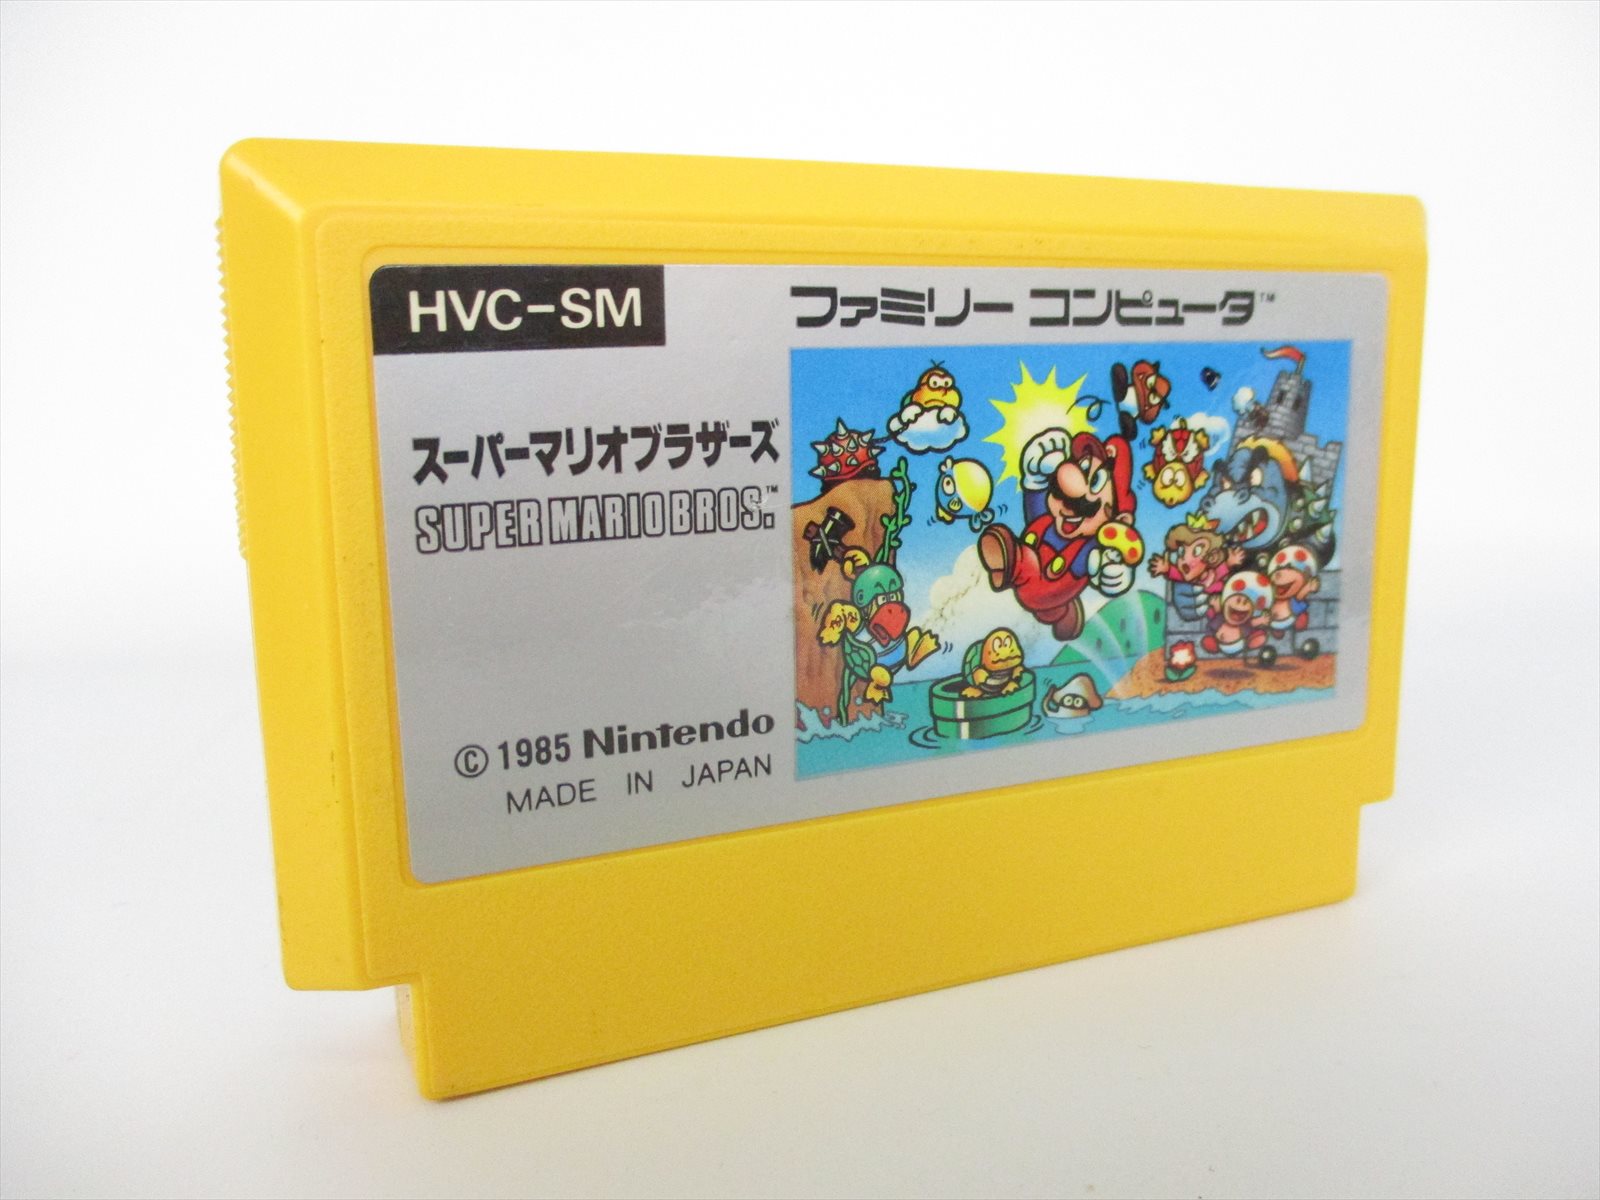 HVC-SM
ファミリー コンピュータ™
スーパーマリオブラザーズ
SUPER MARIO BROS.™
© 1985 Nintendo
MADE IN JAPAN